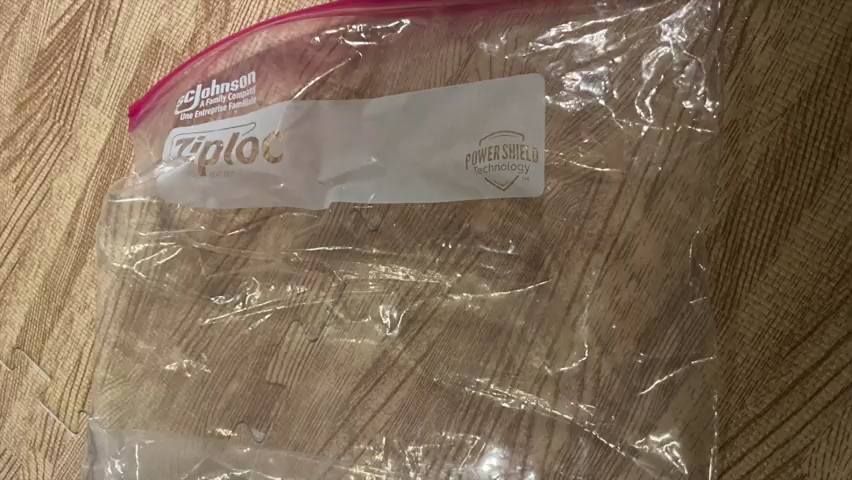 SC Johnson
A Family Company
Une Entreprise Familiale
Ziploc
POWER SHIELD
Technology